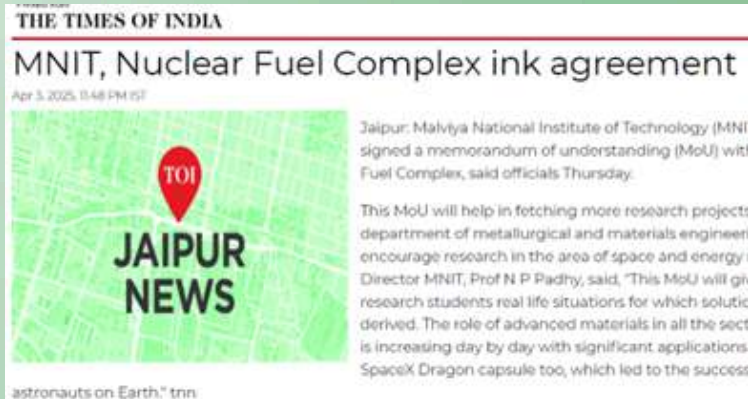 THE TIMES OF INDIA
MNIT, Nuclear Fuel Complex ink agreement
Apr 3, 2025, 11:48 PM IST
TOI
JAIPUR
NEWS
Jaipur: Malviya National Institute of Technology (MNI
signed a memorandum of understanding (MoU) with
Fuel Complex, said officials Thursday.
This MoU will help in fetching more research projects
department of metallurgical and materials engineeri
encourage research in the area of space and energy
Director MNIT, Prof N P Padhy, said, "This MoU will gi
research students real life situations for which solutio
derived. The role of advanced materials in all the sect
is increasing day by day with significant applications
SpaceX Dragon capsule too, which led to the success
astronauts on Earth." tnn